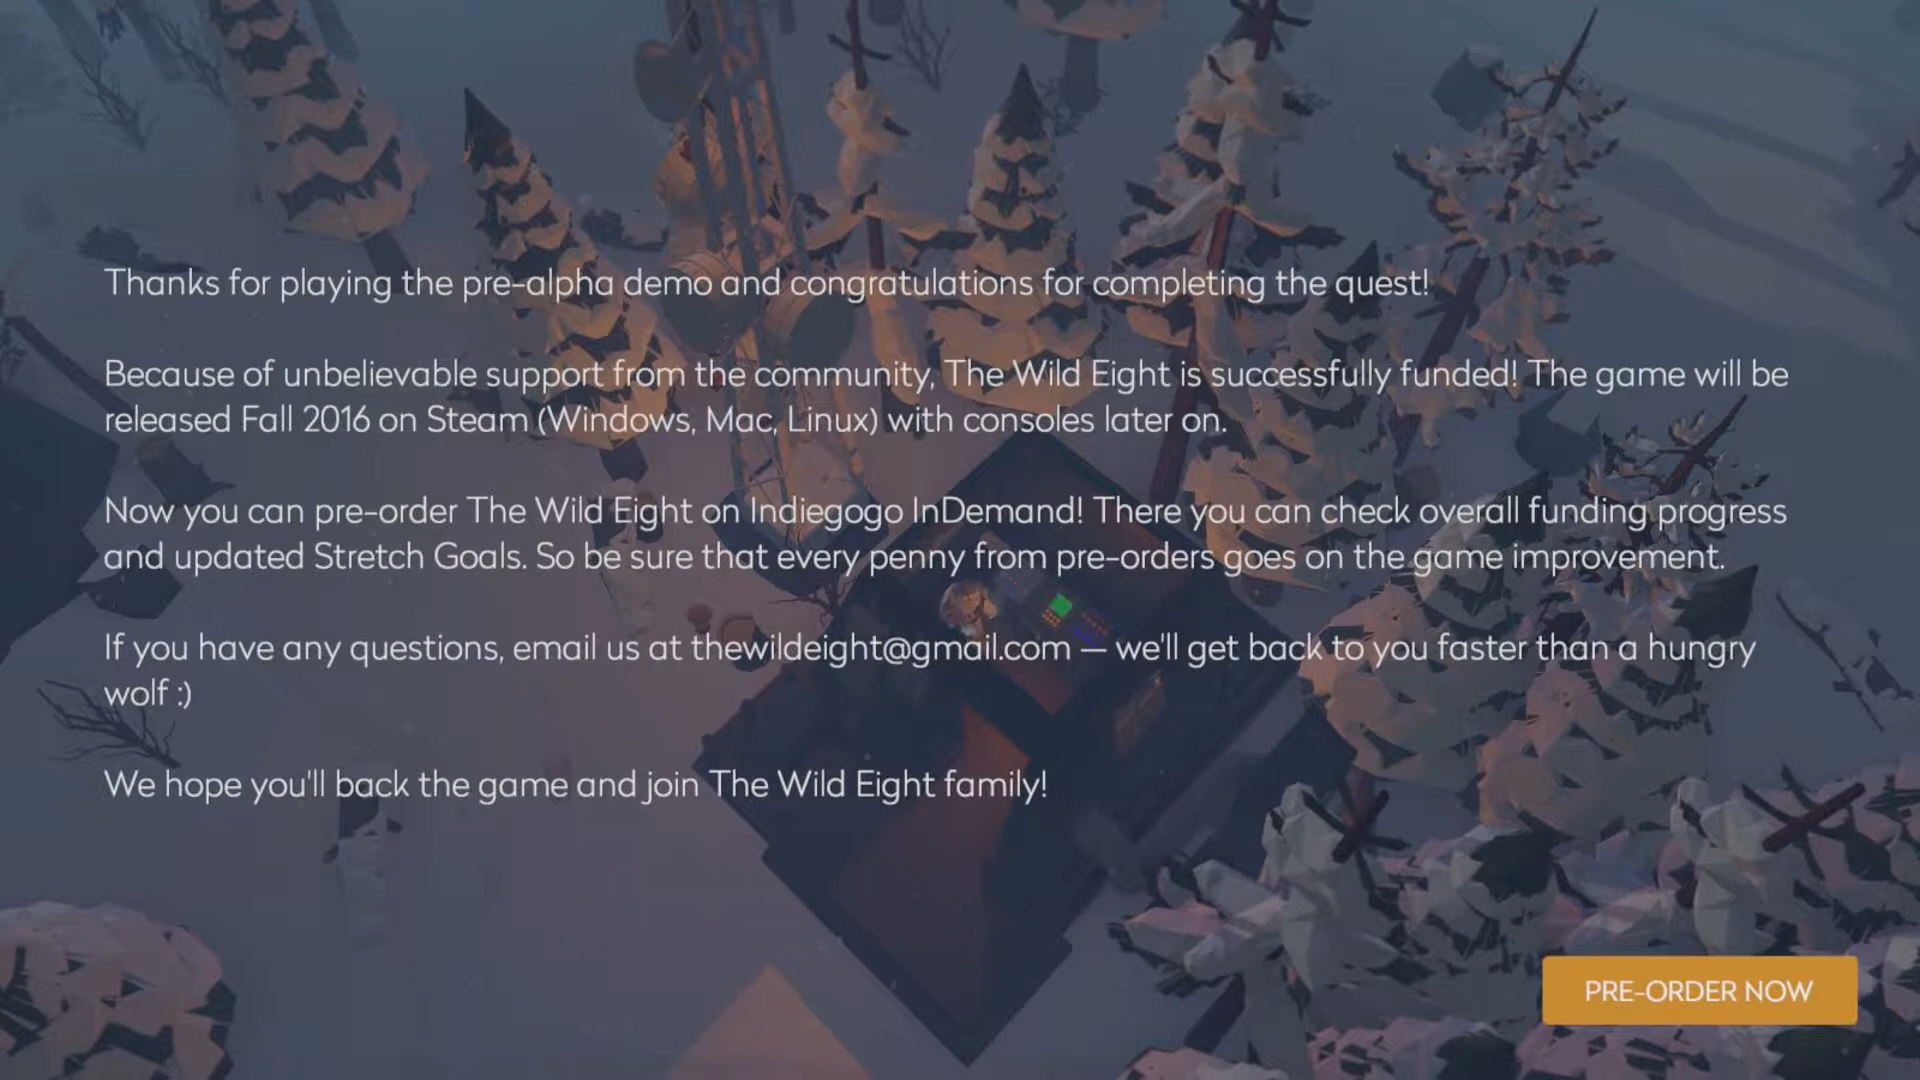 Thanks for playing the pre-alpha demo and congratulations for completing the quest!
Because of unbelievable support from the community, The Wild Eight is successfully funded! The game will be
released Fall 2016 on Steam (Windows, Mac, Linux) with consoles later on.
Now you can pre-order The Wild Eight on Indiegogo InDemand! There you can check overall funding progress
and updated Stretch Goals. So be sure that every penny from pre-orders goes on the game improvement.
If you have any questions, email us at thewildeight@gmail.com — we'll get back to you faster than a hungry
wolf :)
We hope you'll back the game and join The Wild Eight family!
PRE-ORDER NOW